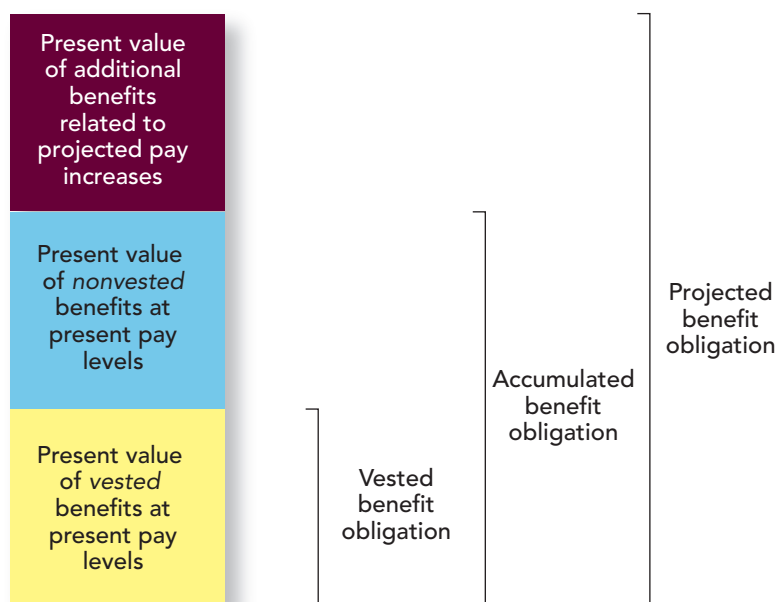 Present value
of additional
benefits
related to
projected pay
increases
Present value
of nonvested
benefits at
present pay
levels
Present value
of vested
benefits at
present pay
levels
Vested
benefit
obligation
Accumulated
benefit
obligation
Projected
benefit
obligation